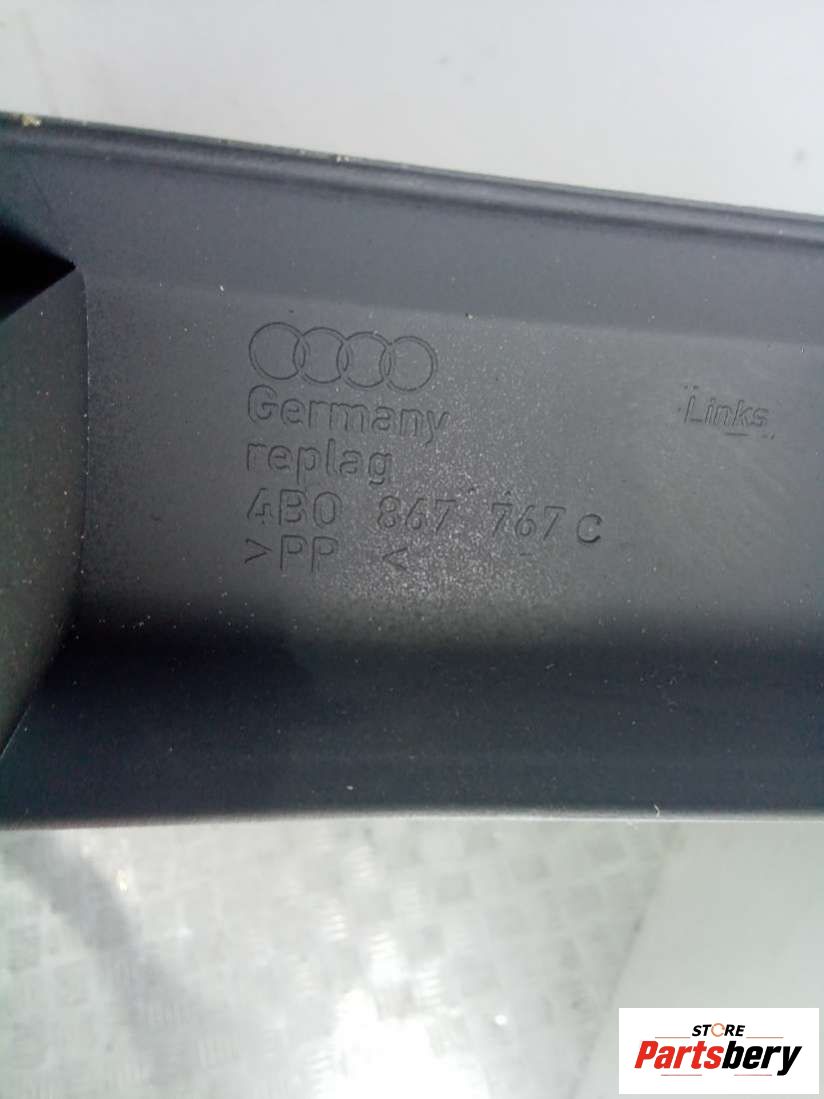 Germany
Links
replag
4B0 867 767 C
>PP <
STORE
Partsbery